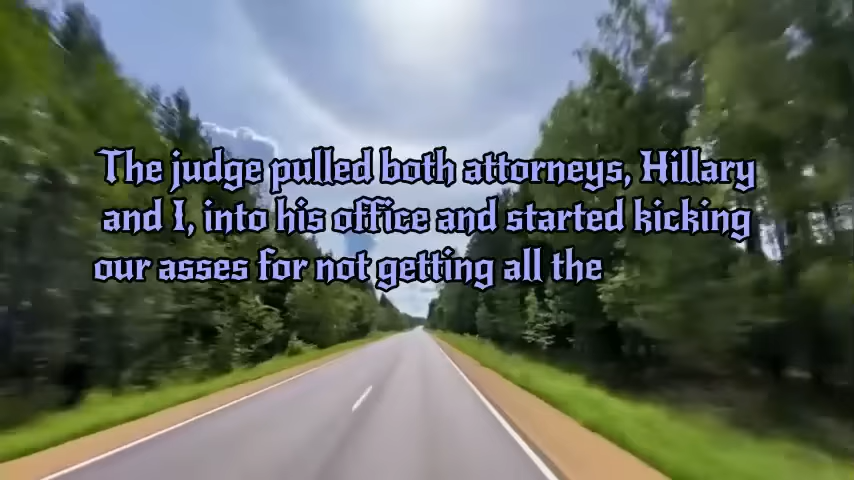 The judge pulled both attorneys, Hillary
and I, into his office and started kicking
our asses for not getting all the